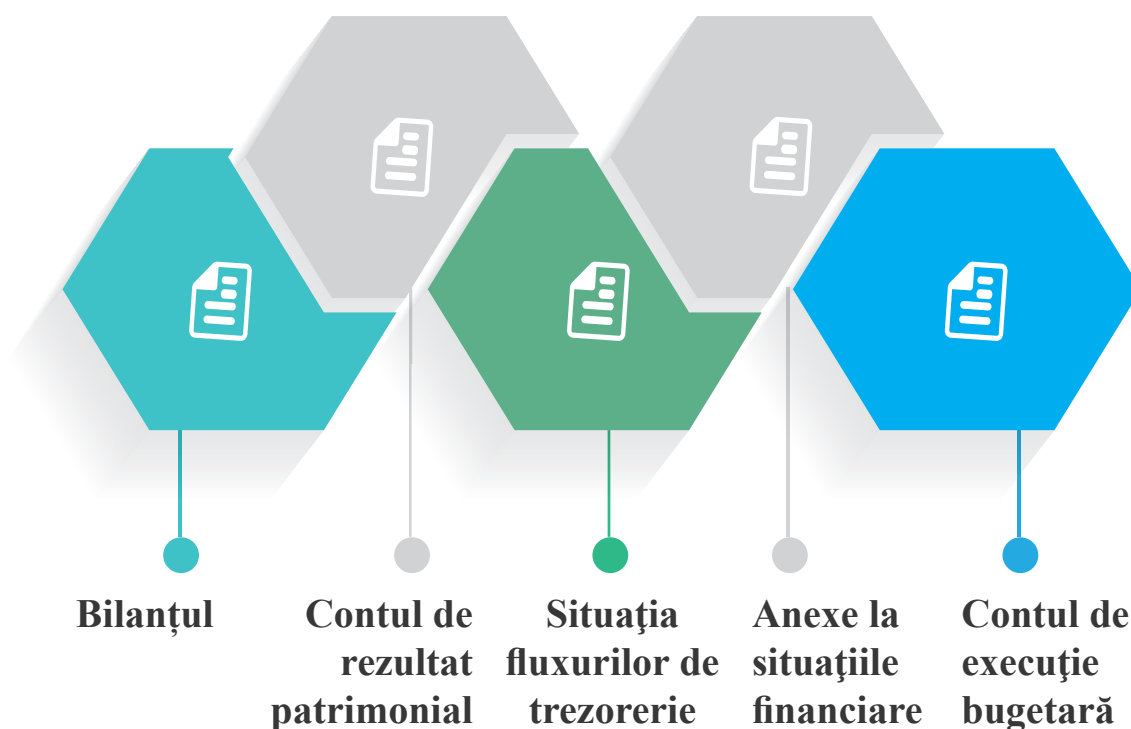 Bilanțul
Contul de
rezultat
patrimonial
Situaţia
fluxurilor de
trezorerie
Anexe la
situaţiile
financiare
Contul de
execuţie
bugetară